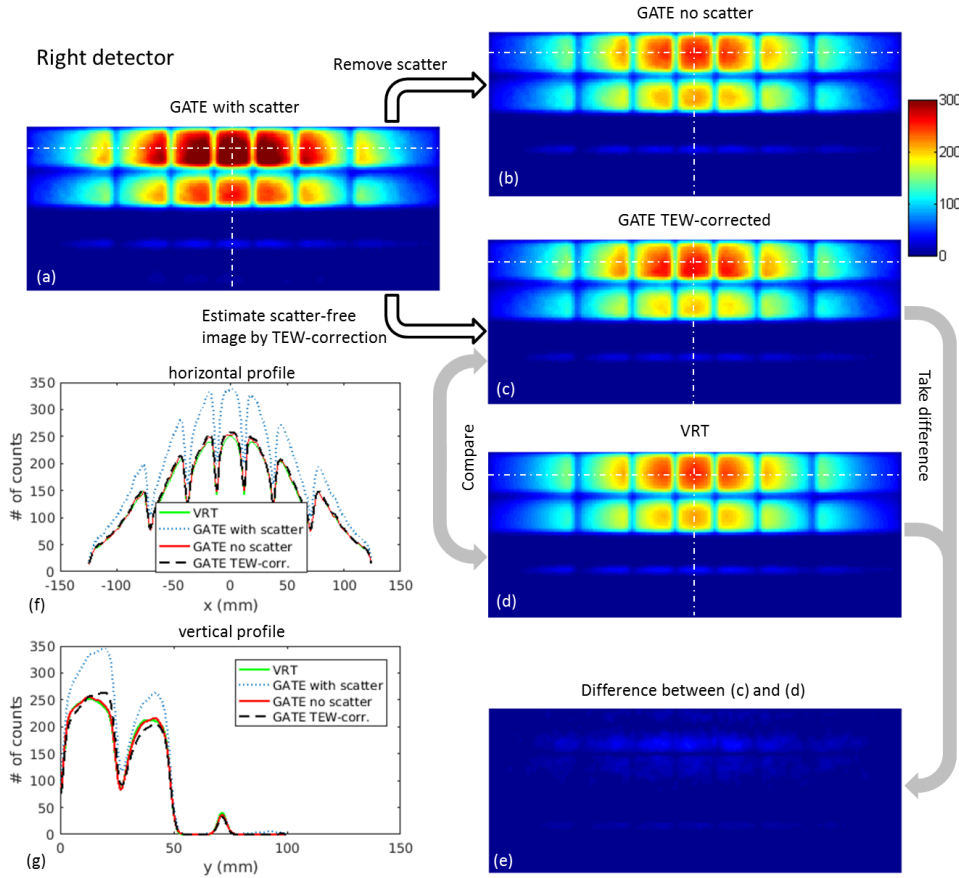 Right detector
GATE with scatter
(a)
Remove scatter
GATE no scatter
(b)
300
200
100
0
Estimate scatter-free
image by TEW-correction
GATE TEW-corrected
(c)
Compare
Take difference
VRT
(d)
horizontal profile
# of counts
350
300
250
200
150
100
50
0
-150
-100
-50
0
50
100
150
x (mm)
VRT
GATE with scatter
GATE no scatter
GATE TEW-corr.
(f)
vertical profile
# of counts
350
300
250
200
150
100
50
0
0
50
100
150
y (mm)
VRT
GATE with scatter
GATE no scatter
GATE TEW-corr.
(g)
Difference between (c) and (d)
(e)